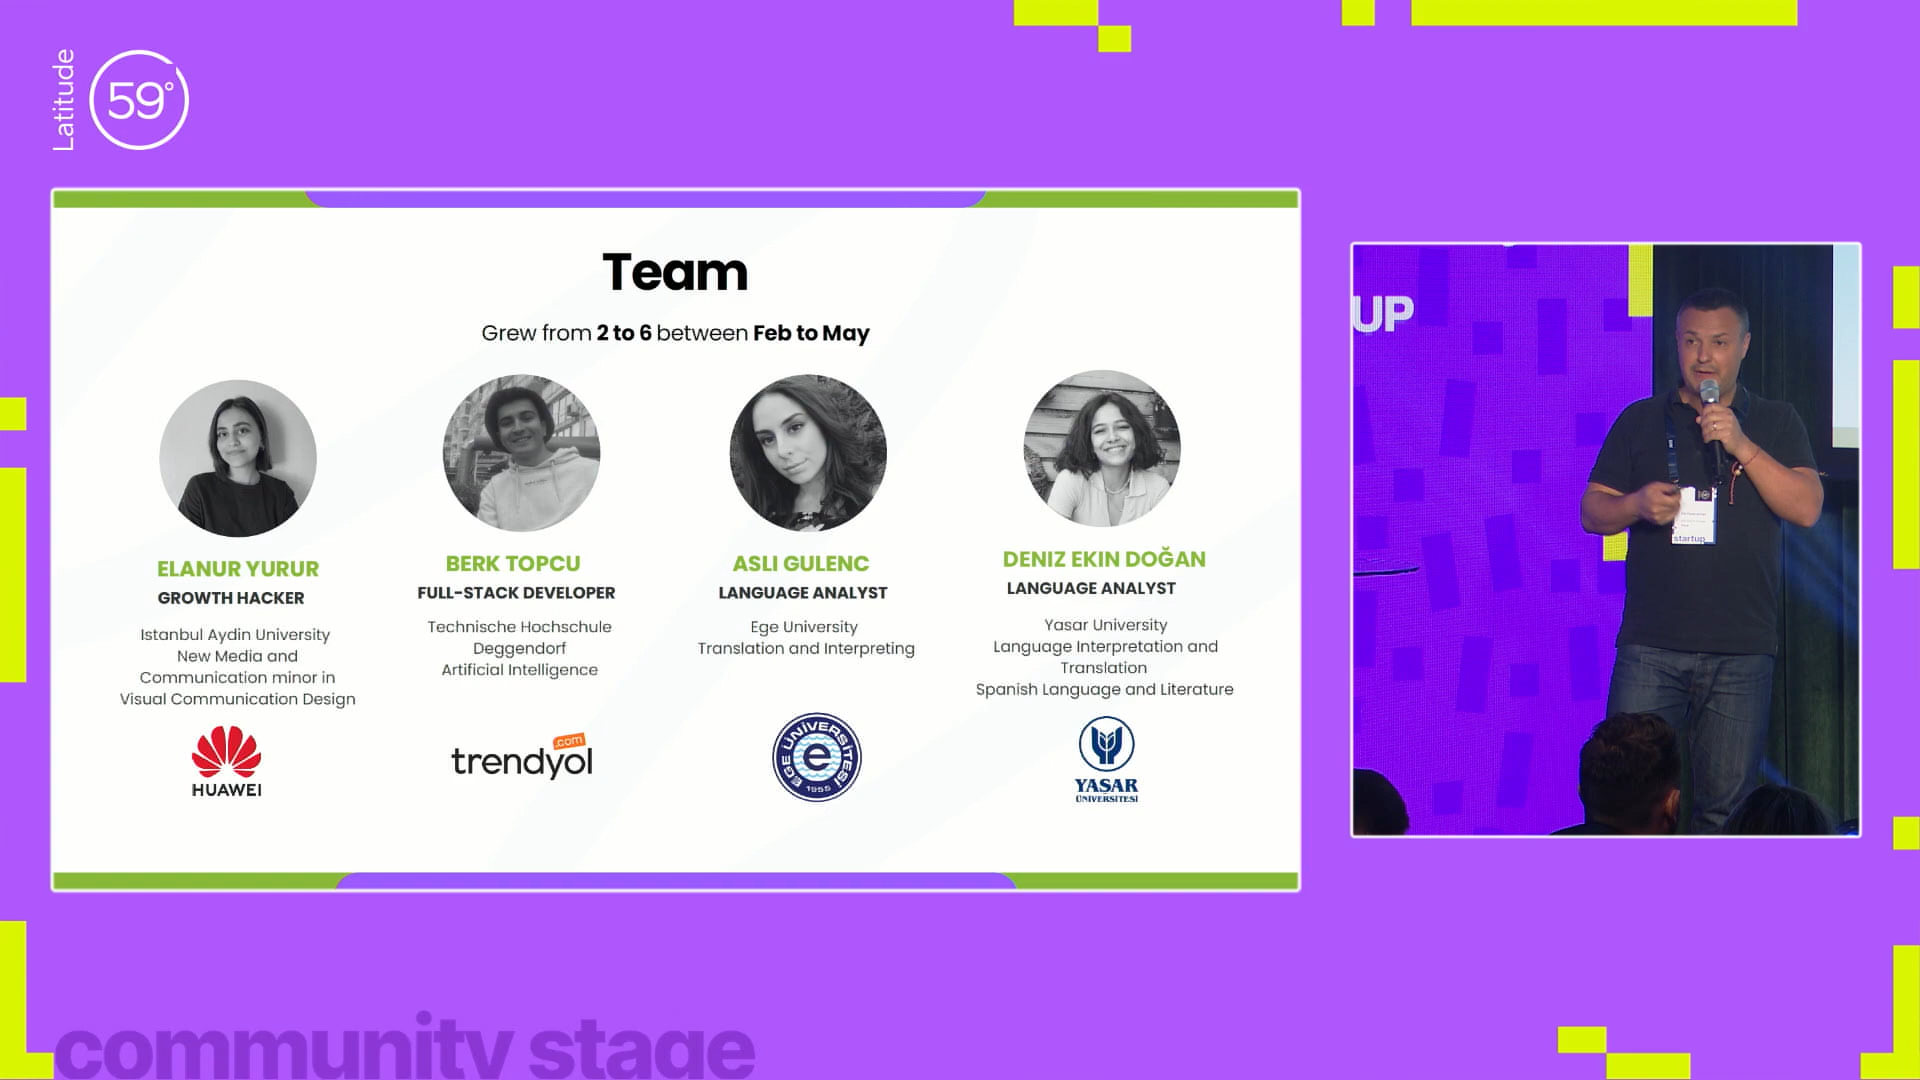 Latitude
59°
Team
Grew from 2 to 6 between Feb to May
ELANUR YURUR
GROWTH HACKER
Istanbul Aydin University
New Media and
Communication minor in
Visual Communication Design
HUAWEI
BERK TOPCU
FULL-STACK DEVELOPER
Technische Hochschule
Deggendorf
Artificial Intelligence
trendyol
.com
ASLI GULENC
LANGUAGE ANALYST
Ege University
Translation and Interpreting
EGE ÜNİVERSİTESİ
e
1955
DENIZ EKIN DOĞAN
LANGUAGE ANALYST
Yasar University
Language Interpretation and
Translation
Spanish Language and Literature
YAŞAR
ÜNİVERSİTESİ
UP
startup
community stage